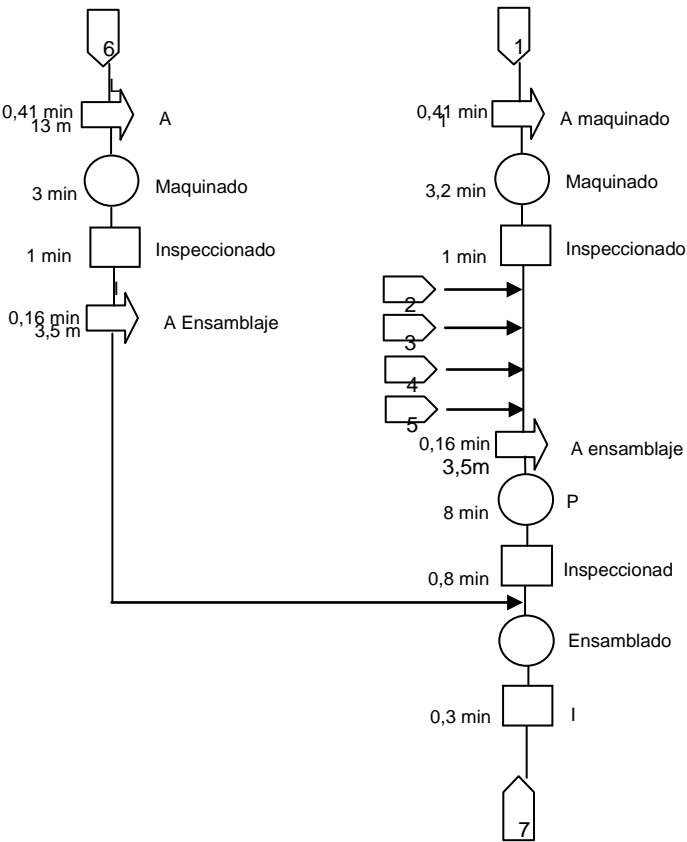 6
0,41 min
13 m
A
3 min
Maquinado
1 min
Inspeccionado
0,16 min
3,5 m
A Ensamblaje
1
0,41 min
1
A maquinado
3,2 min
Maquinado
1 min
Inspeccionado
2
3
4
5
0,16 min
3,5m
A ensamblaje
8 min
P
0,8 min
Inspeccionad
Ensamblado
0,3 min
I
7